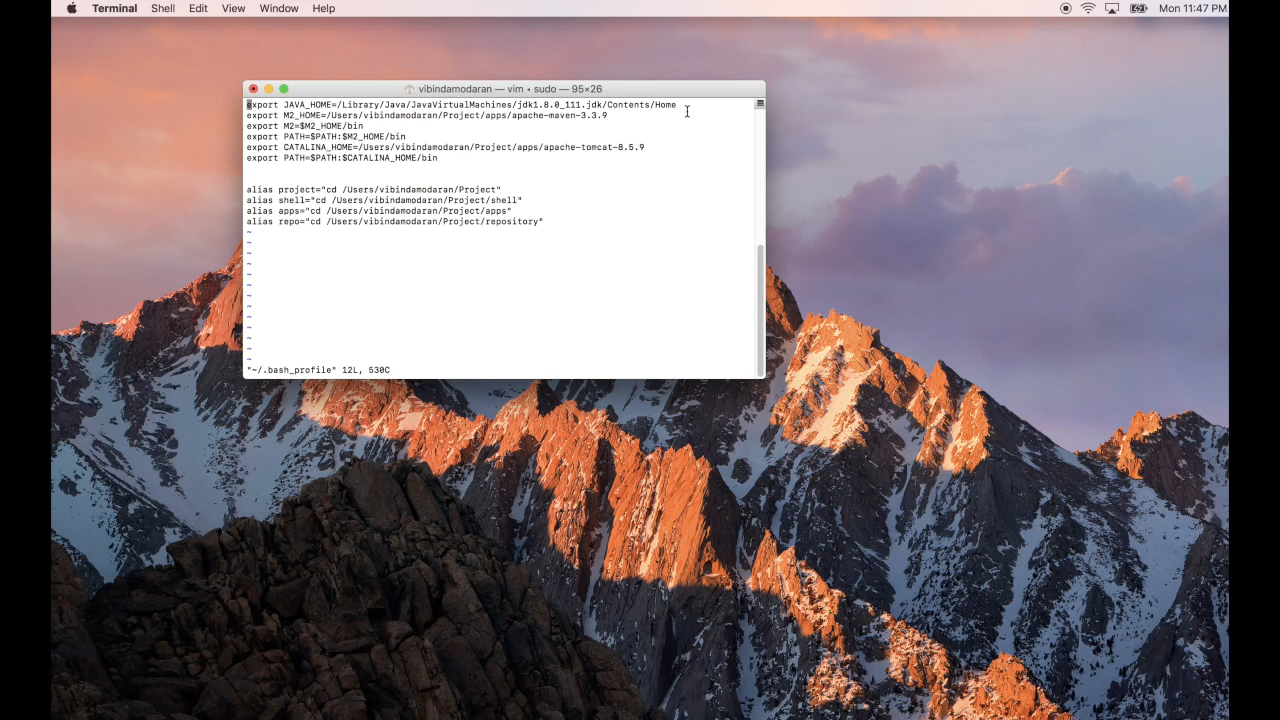 Terminal Shell Edit View Window Help Mon 11:47 PM
vibindamodaran — vim ◂ sudo — 95×26
export JAVA_HOME=/Library/Java/JavaVirtualMachines/jdk1.8.0_111.jdk/Contents/Home
export M2_HOME=/Users/vibindamodaran/Project/apps/apache-maven-3.3.9
export M2=$M2_HOME/bin
export PATH=$PATH:$M2_HOME/bin
export CATALINA_HOME=/Users/vibindamodaran/Project/apps/apache-tomcat-8.5.9
export PATH=$PATH:$CATALINA_HOME/bin
alias project="cd /Users/vibindamodaran/Project"
alias shell="cd /Users/vibindamodaran/Project/shell"
alias apps="cd /Users/vibindamodaran/Project/apps"
alias repo="cd /Users/vibindamodaran/Project/repository"
~
~
~
~
~
~
~
~
~
~
~
~
~
"~/.bash_profile" 12L, 530C